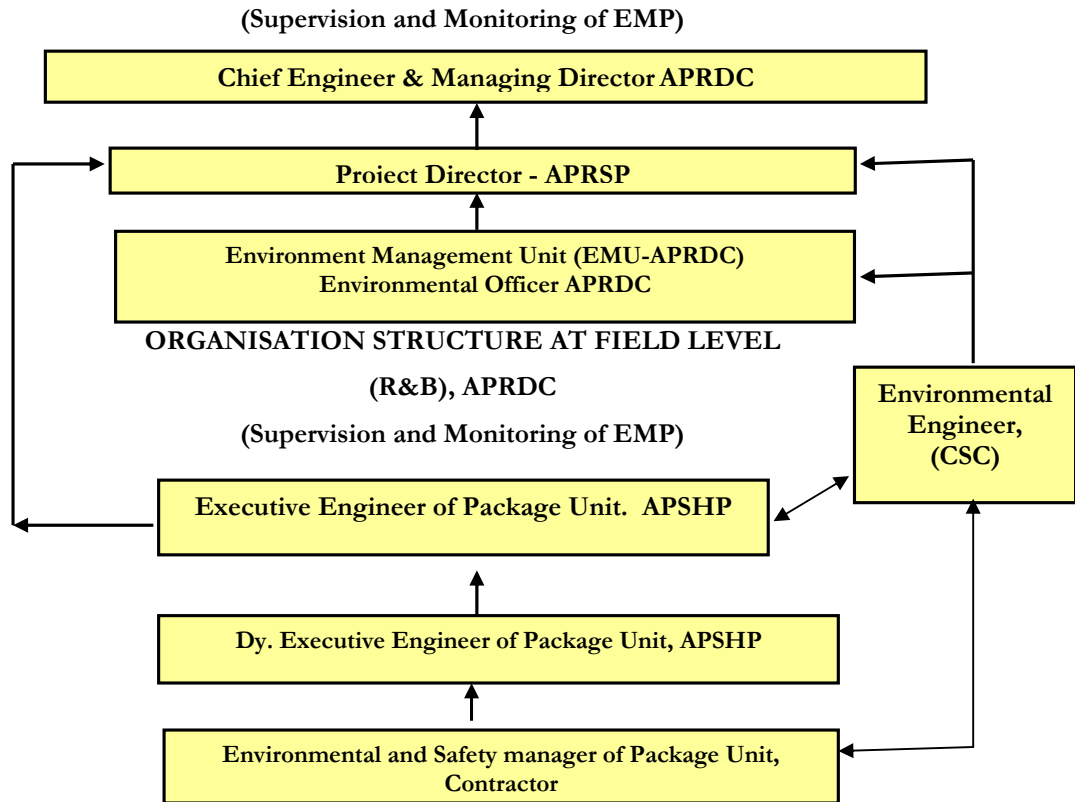 (Supervision and Monitoring of EMP)
Chief Engineer & Managing Director APRDC
Proiect Director - APRSP
Environment Management Unit (EMU-APRDC)
Environmental Officer APRDC
ORGANISATION STRUCTURE AT FIELD LEVEL
(R&B), APRDC
(Supervision and Monitoring of EMP)
Environmental
Engineer,
(CSC)
Executive Engineer of Package Unit. APSHP
Dy. Executive Engineer of Package Unit, APSHP
Environmental and Safety manager of Package Unit,
Contractor